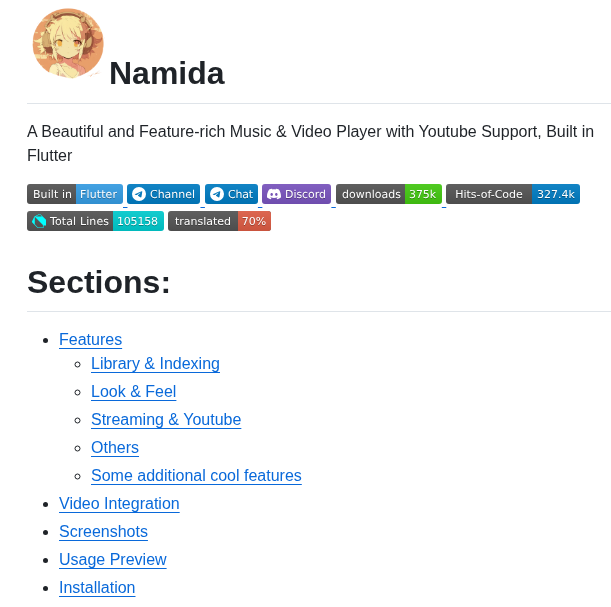 Namida
A Beautiful and Feature-rich Music & Video Player with Youtube Support, Built in
Flutter
Built in Flutter Channel Chat Discord downloads 375k Hits-of-Code 327.4k
Total Lines 105158 translated 70%
Sections:
Features
Library & Indexing
Look & Feel
Streaming & Youtube
Others
Some additional cool features
Video Integration
Screenshots
Usage Preview
Installation